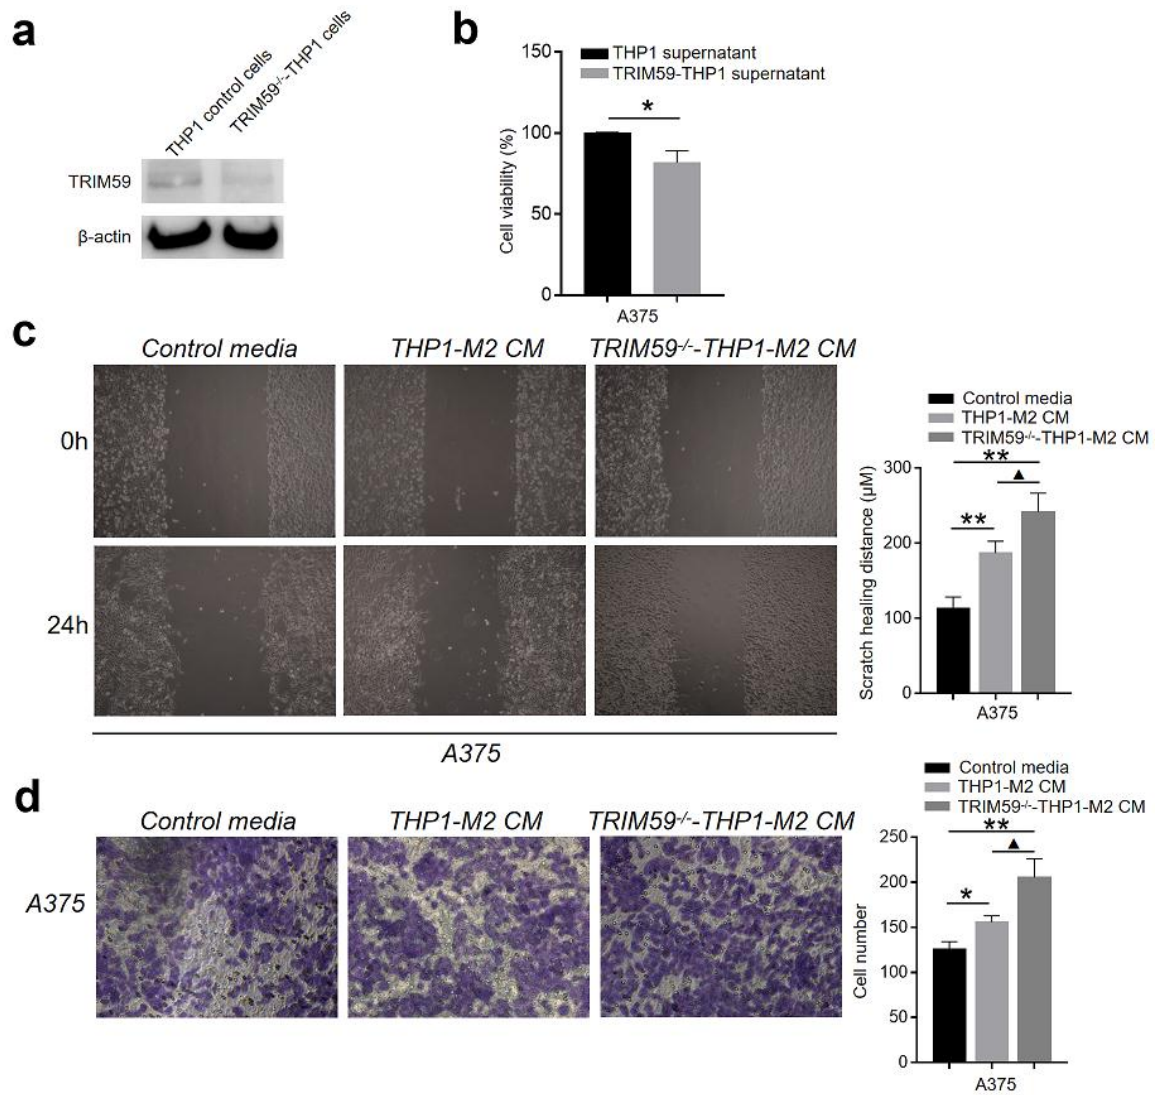 a
THP1 control cells
TRIM59-/--THP1 cells
TRIM59
β-actin
b
THP1 supernatant
TRIM59-THP1 supernatant
*
Cell viability (%)
150
100
50
0
A375
c
Control media
THP1-M2 CM
TRIM59-/--THP1-M2 CM
0h
24h
A375
Control media
THP1-M2 CM
TRIM59-/--THP1-M2 CM
**
▲
**
Scratch healing distance (μM)
300
200
100
0
A375
d
Control media
THP1-M2 CM
TRIM59-/--THP1-M2 CM
A375
Control media
THP1-M2 CM
TRIM59-/--THP1-M2 CM
**
▲
*
Cell number
250
200
150
100
50
0
A375